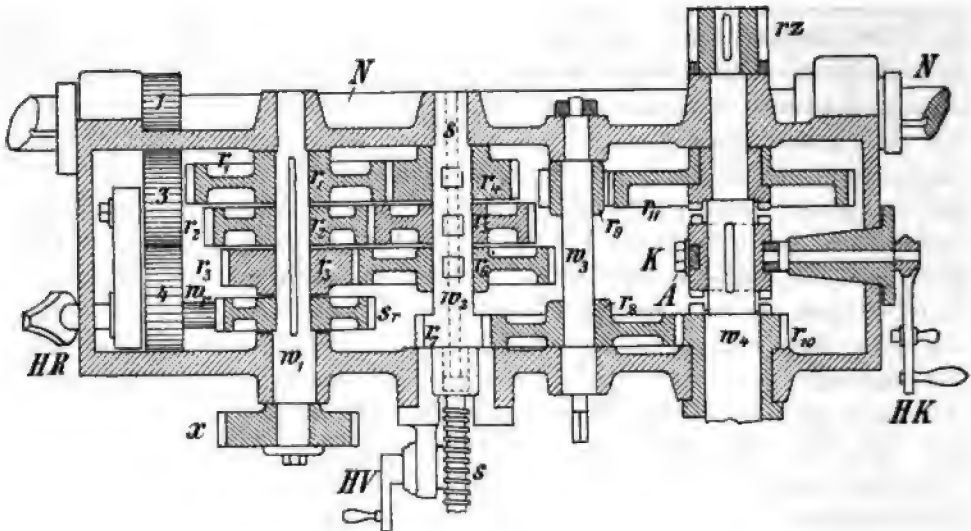 N
rz
N
1
s
r₁
r₁
r₄
3
r₂
r₂
r₅
r₁₁
r₉
K
w₃
r₃
r₃
r₆
A
4
w
sᵣ
w₂
r₈
w₄
r₇
r₁₀
w₁
HR
HK
x
HV
s